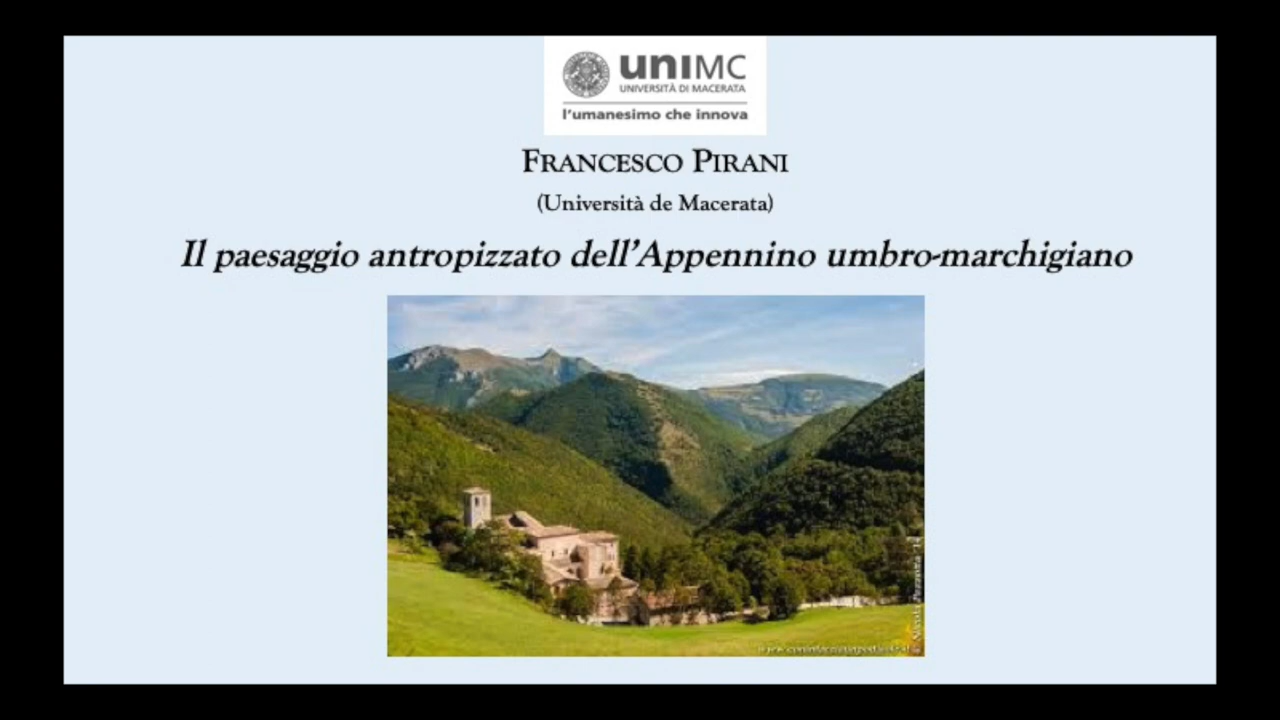 unIMC
UNIVERSITÀ DI MACERATA
l'umanesimo che innova
FRANCESCO PIRANI
(Università de Macerata)
Il paesaggio antropizzato dell'Appennino umbro-marchigiano